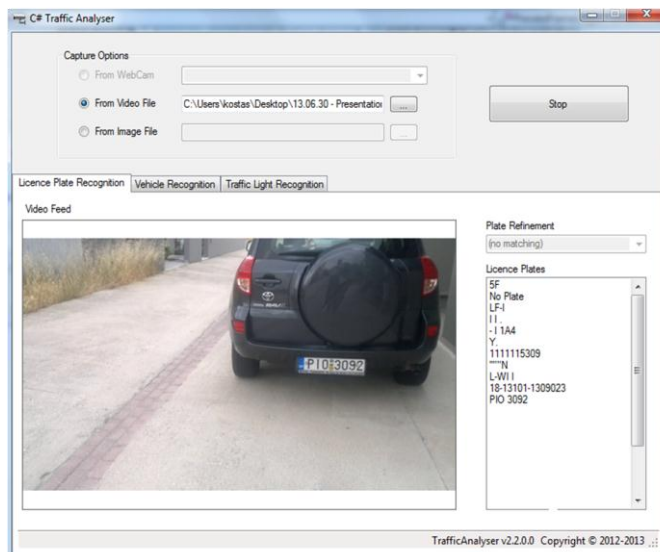 C# Traffic Analyser
Capture Options
From WebCam
From Video File
C:\Users\kostas\Desktop\13.06.30 - Presentation
...
Stop
From Image File
...
Licence Plate Recognition
Vehicle Recognition
Traffic Light Recognition
Video Feed
TOYOTA
PIO 3092
Plate Refinement
(no matching)
Licence Plates
5F
No Plate
LF-I
I I .
- I 1A4
Y.
1111115309
"""N
L-WI I
18-13101-1309023
PIO 3092
TrafficAnalyser v2.2.0.0 Copyright © 2012-2013